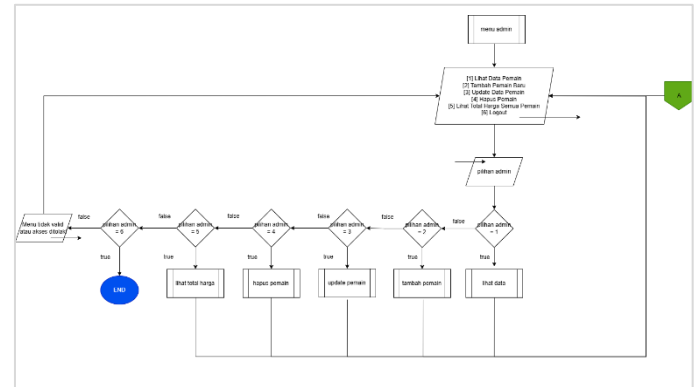 menu admin
[1] Lihat Data Pemain
[2] Tambah Pemain Baru
[3] Update Data Pemain
[4] Hapus Pemain
[5] Lihat Total Harga Semua Pemain
[6] Logout
A
pilihan admin
false
false
false
false
false
false
Menu tidak valid
atau akses ditolak
pilihan admin
= 6
pilihan admin
= 5
pilihan admin
= 4
pilihan admin
= 3
pilihan admin
= 2
pilihan admin
= 1
true
true
true
true
true
true
END
lihat total harga
hapus pemain
update pemain
tambah pemain
lihat data